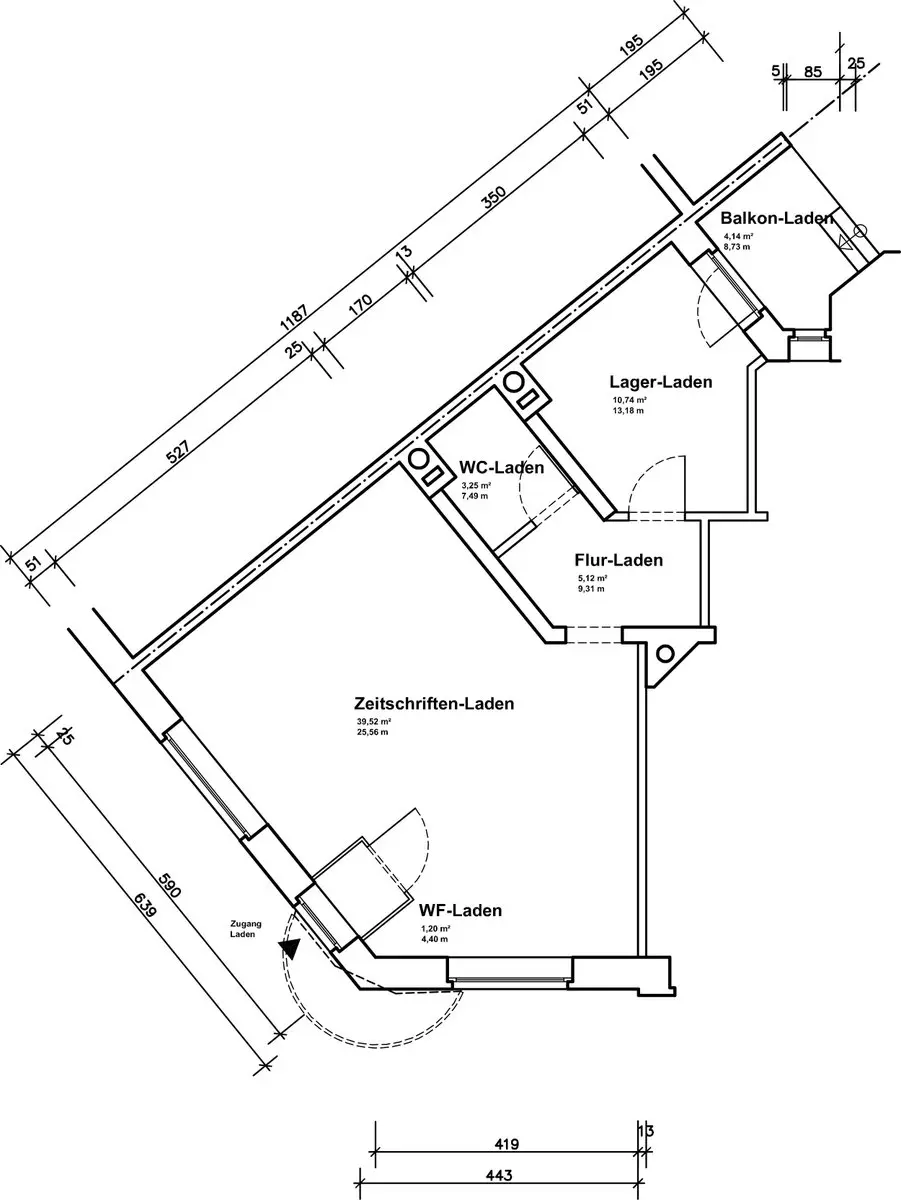 195
195
51
5
85
25
350
13
170
1187
25
527
51
Balkon-Laden
4,14 m²
8,73 m
Lager-Laden
10,74 m²
13,18 m
WC-Laden
3,25 m²
7,49 m
Flur-Laden
5,12 m²
9,31 m
Zeitschriften-Laden
39,52 m²
25,56 m
25
590
639
WF-Laden
1,20 m²
4,40 m
Zugang
Laden
419
13
443